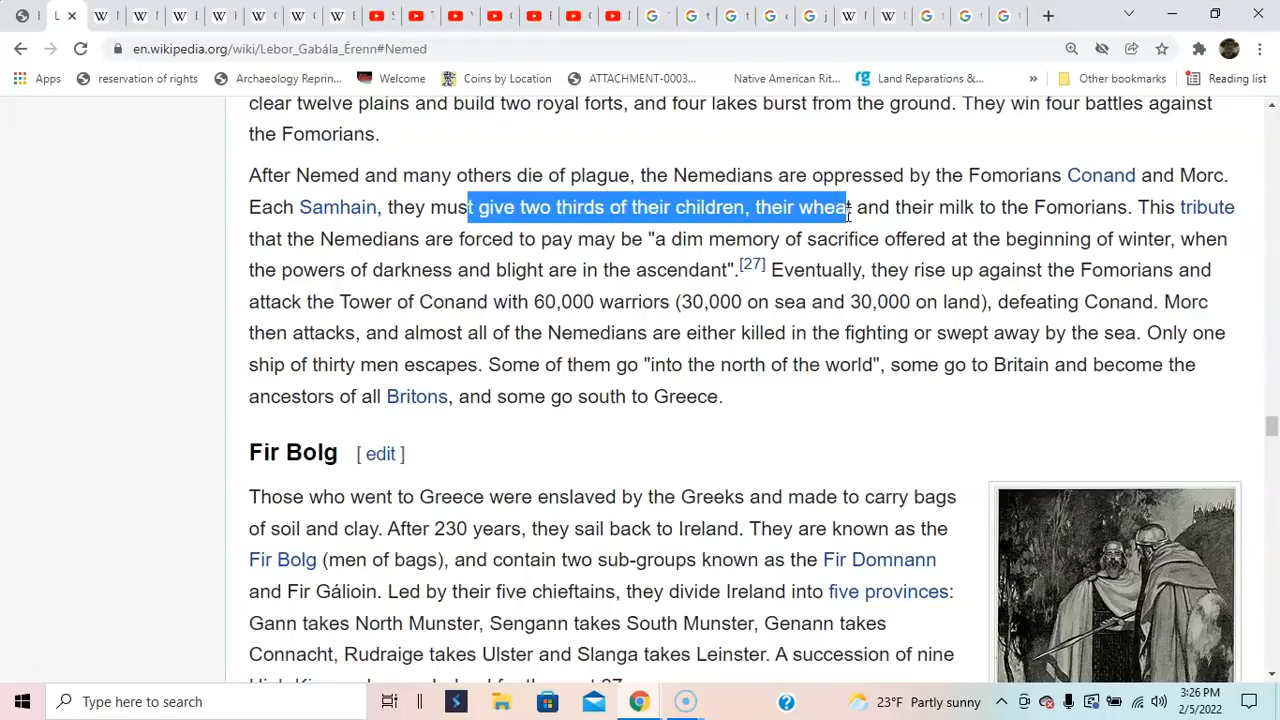 en.wikipedia.org/wiki/Lebor_Gabála_Érenn#Nemed
Apps reservation of rights Archaeology Reprin... Welcome Coins by Location ATTACHMENT-0003... Native American Rit... Land Reparations &... » Other bookmarks Reading list
clear twelve plains and build two royal forts, and four lakes burst from the ground. They win four battles against
the Fomorians.
After Nemed and many others die of plague, the Nemedians are oppressed by the Fomorians Conand and Morc.
Each Samhain, they must give two thirds of their children, their wheat and their milk to the Fomorians. This tribute
that the Nemedians are forced to pay may be "a dim memory of sacrifice offered at the beginning of winter, when
the powers of darkness and blight are in the ascendant".[27] Eventually, they rise up against the Fomorians and
attack the Tower of Conand with 60,000 warriors (30,000 on sea and 30,000 on land), defeating Conand. Morc
then attacks, and almost all of the Nemedians are either killed in the fighting or swept away by the sea. Only one
ship of thirty men escapes. Some of them go "into the north of the world", some go to Britain and become the
ancestors of all Britons, and some go south to Greece.
Fir Bolg [ edit ]
Those who went to Greece were enslaved by the Greeks and made to carry bags
of soil and clay. After 230 years, they sail back to Ireland. They are known as the
Fir Bolg (men of bags), and contain two sub-groups known as the Fir Domnann
and Fir Gálioin. Led by their five chieftains, they divide Ireland into five provinces:
Gann takes North Munster, Sengann takes South Munster, Genann takes
Connacht, Rudraige takes Ulster and Slanga takes Leinster. A succession of nine
Type here to search
23°F Partly sunny
3:26 PM
2/5/2022